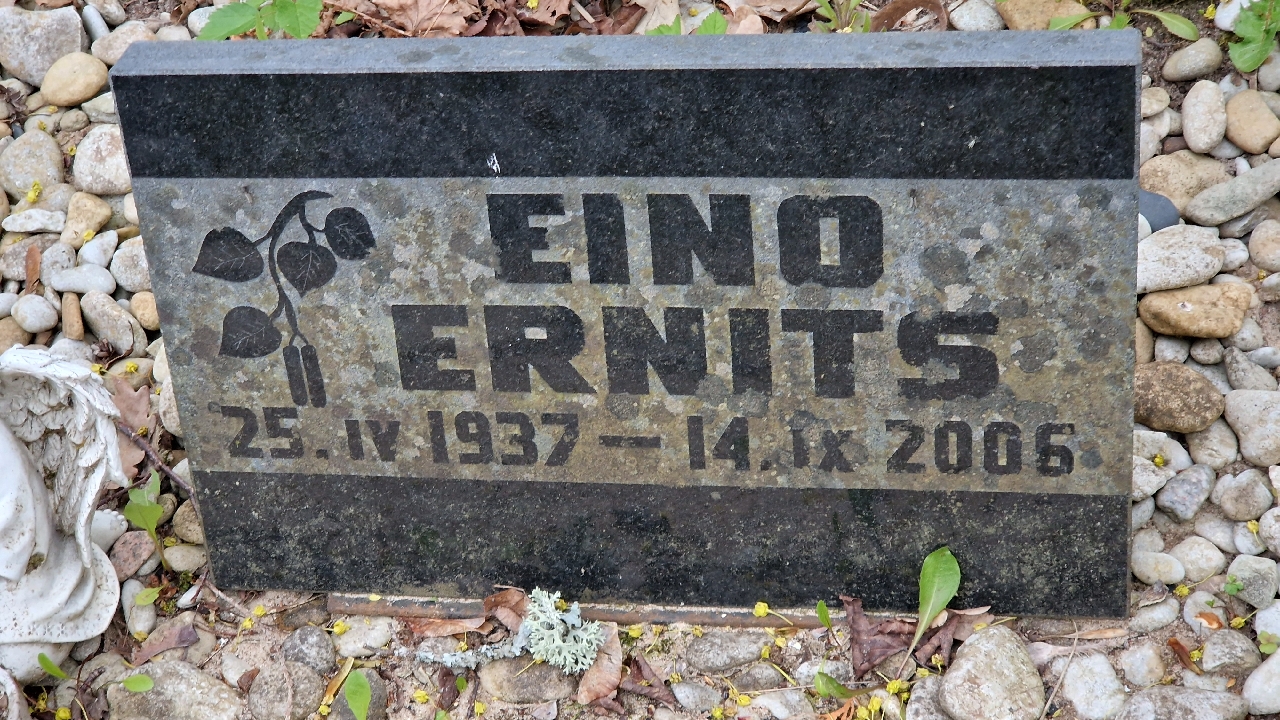 EINO
ERNITS
25. IV 1937 – 14. IX 2006